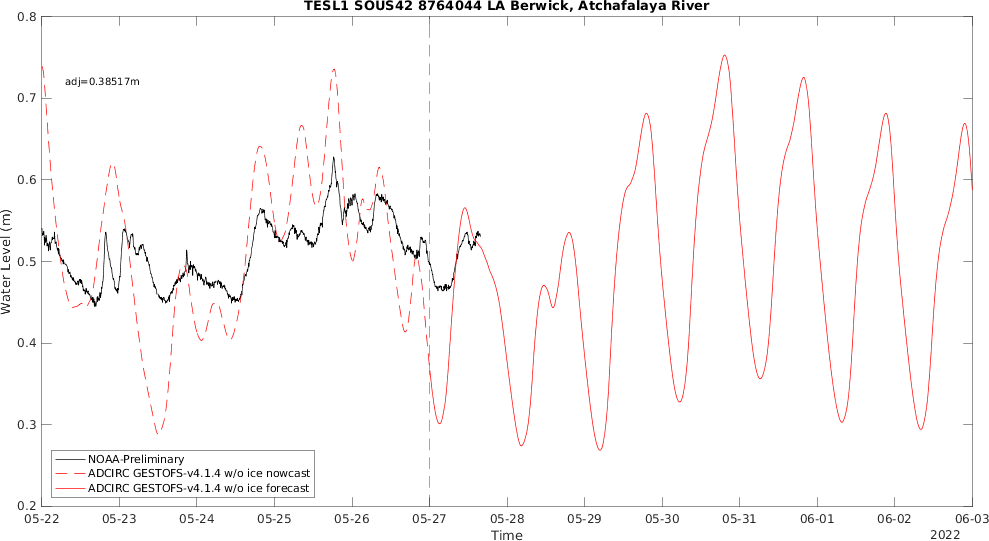 TESL1 SOUS42 8764044 LA Berwick, Atchafalaya River
adj=0.38517m
0.8
0.7
0.6
0.5
0.4
0.3
0.2
Water Level (m)
NOAA-Preliminary
ADCIRC GESTOFS-v4.1.4 w/o ice nowcast
ADCIRC GESTOFS-v4.1.4 w/o ice forecast
05-22 05-23 05-24 05-25 05-26 05-27 05-28 05-29 05-30 05-31 06-01 06-02 06-03
Time
2022